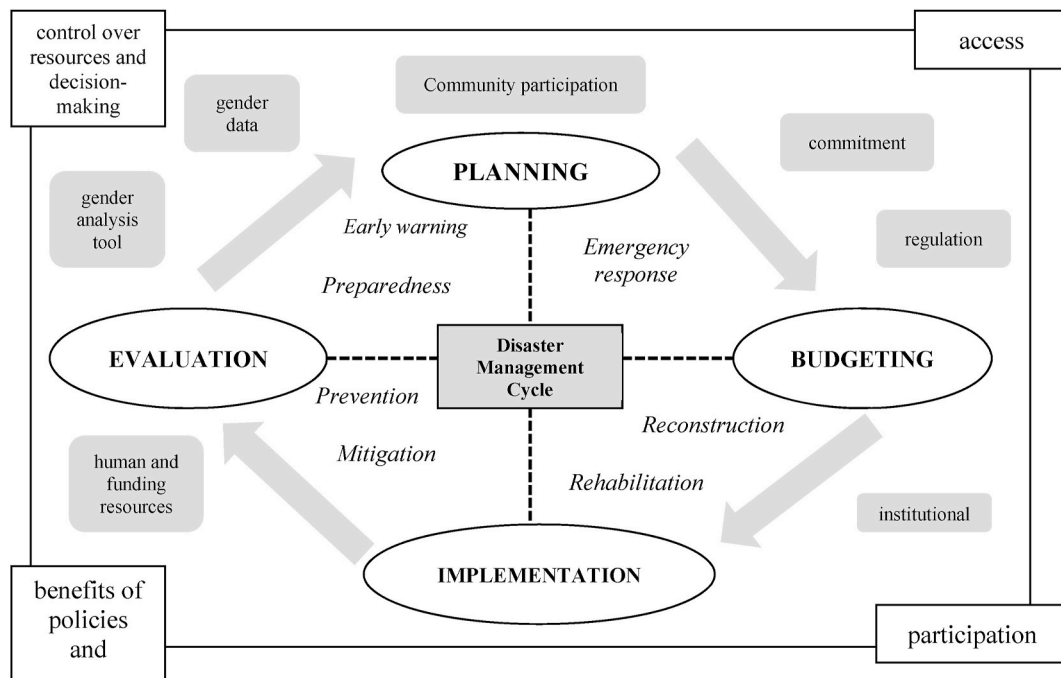 control over
resources and
decision-
making
access
gender
data
Community participation
commitment
PLANNING
gender
analysis
tool
Early warning
Emergency
response
regulation
Preparedness
EVALUATION
Disaster
Management
Cycle
BUDGETING
Prevention
Reconstruction
Mitigation
Rehabilitation
human and
funding
resources
institutional
IMPLEMENTATION
benefits of
policies
and
participation